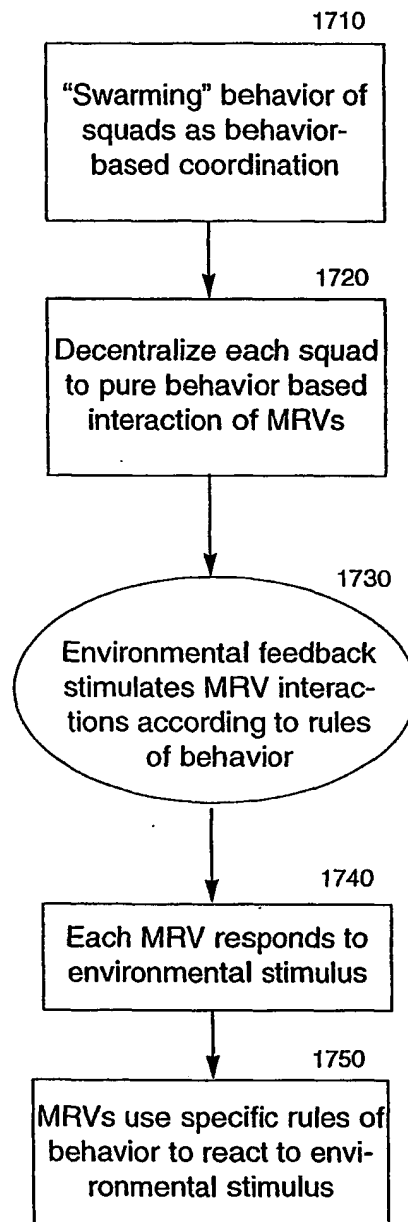 1710
“Swarming” behavior of
squads as behavior-
based coordination
1720
Decentralize each squad
to pure behavior based
interaction of MRVs
1730
Environmental feedback
stimulates MRV interac-
tions according to rules
of behavior
1740
Each MRV responds to
environmental stimulus
1750
MRVs use specific rules of
behavior to react to envi-
ronmental stimulus